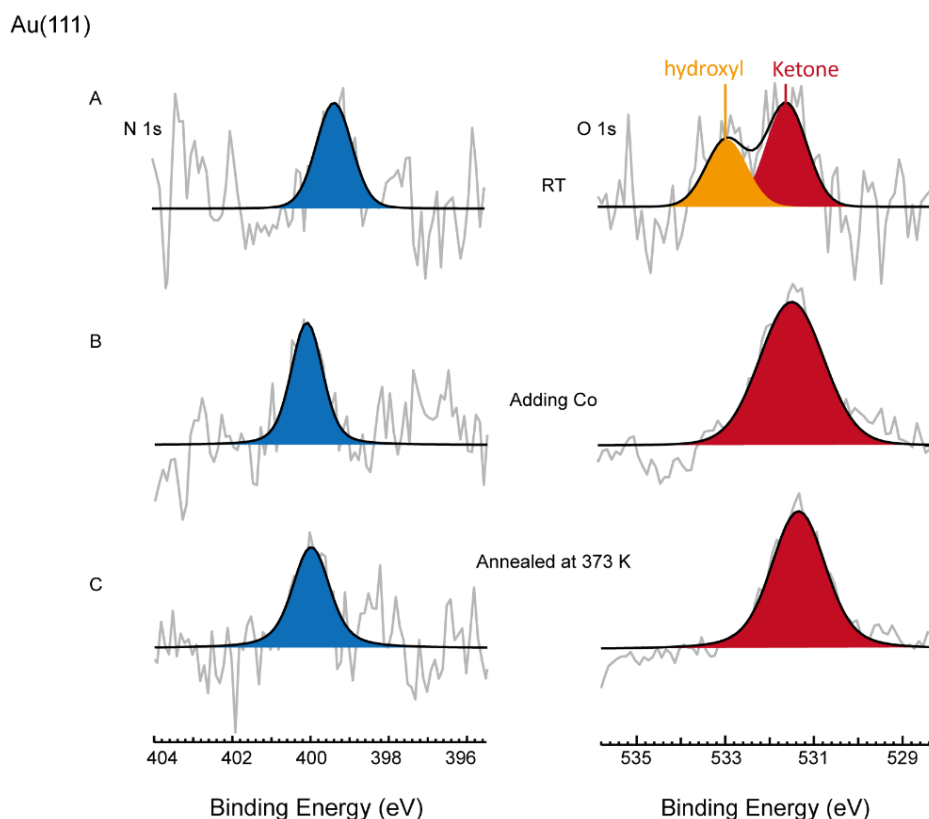 Au(111)
hydroxyl Ketone
A
N 1s O 1s
RT
B
Adding Co
Annealed at 373 K
C
404 402 400 398 396 535 533 531 529
Binding Energy (eV) Binding Energy (eV)